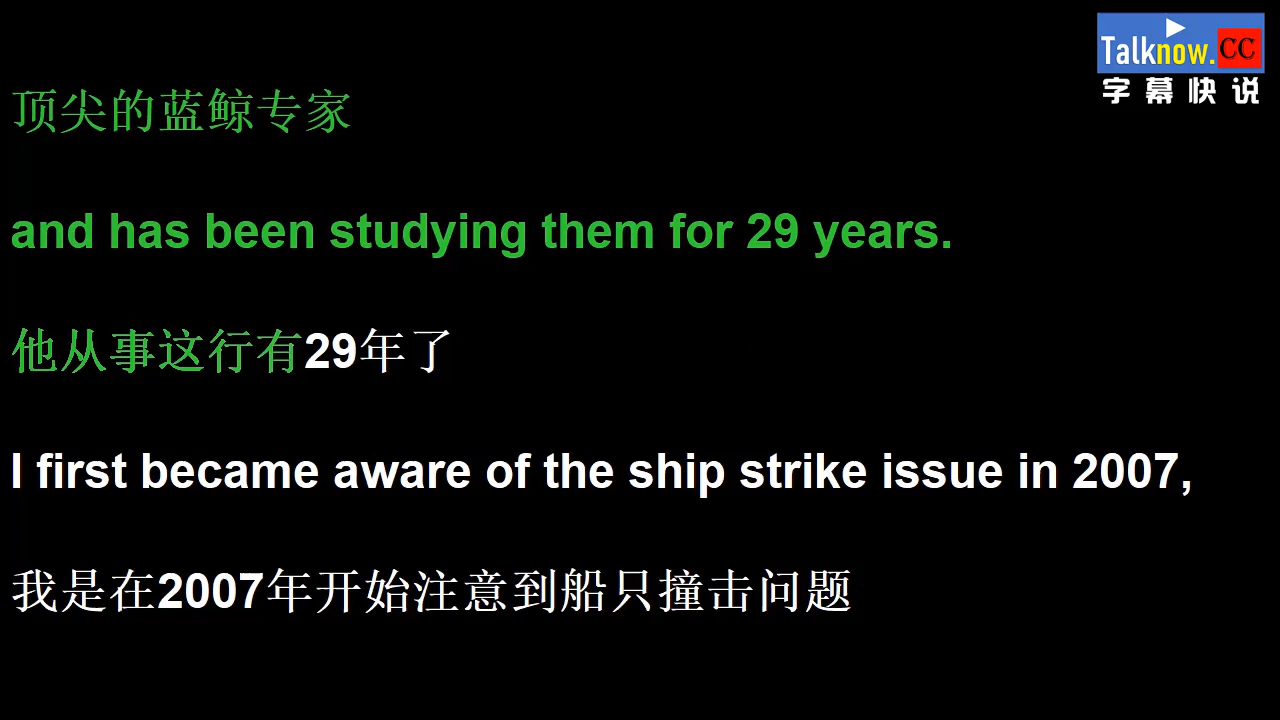 Talknow.CC
字幕快说
顶尖的蓝鲸专家
and has been studying them for 29 years.
他从事这行有29年了
I first became aware of the ship strike issue in 2007,
我是在2007年开始注意到船只撞击问题